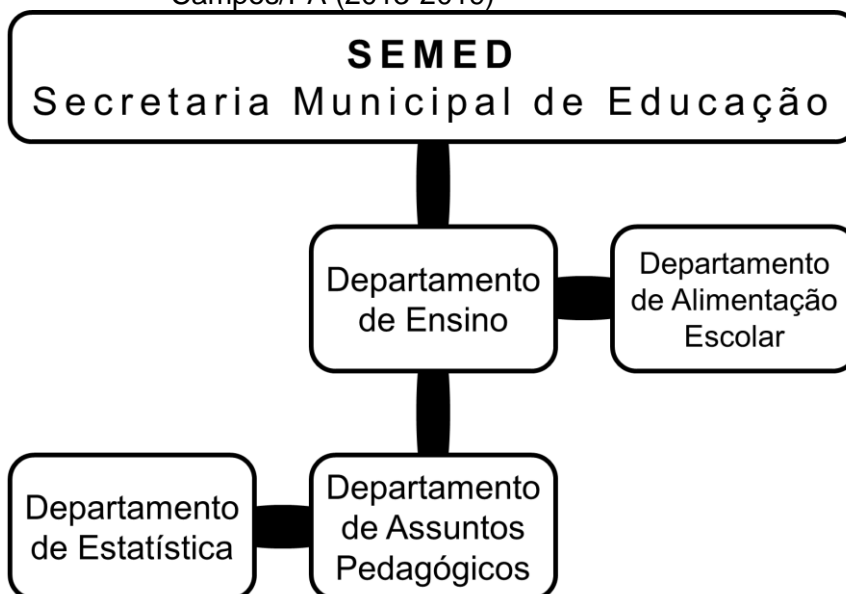 SEMED
Secretaria Municipal de Educação
Departamento
de Ensino
Departamento
de Alimentação
Escolar
Departamento
de Estatística
Departamento
de Assuntos
Pedagógicos